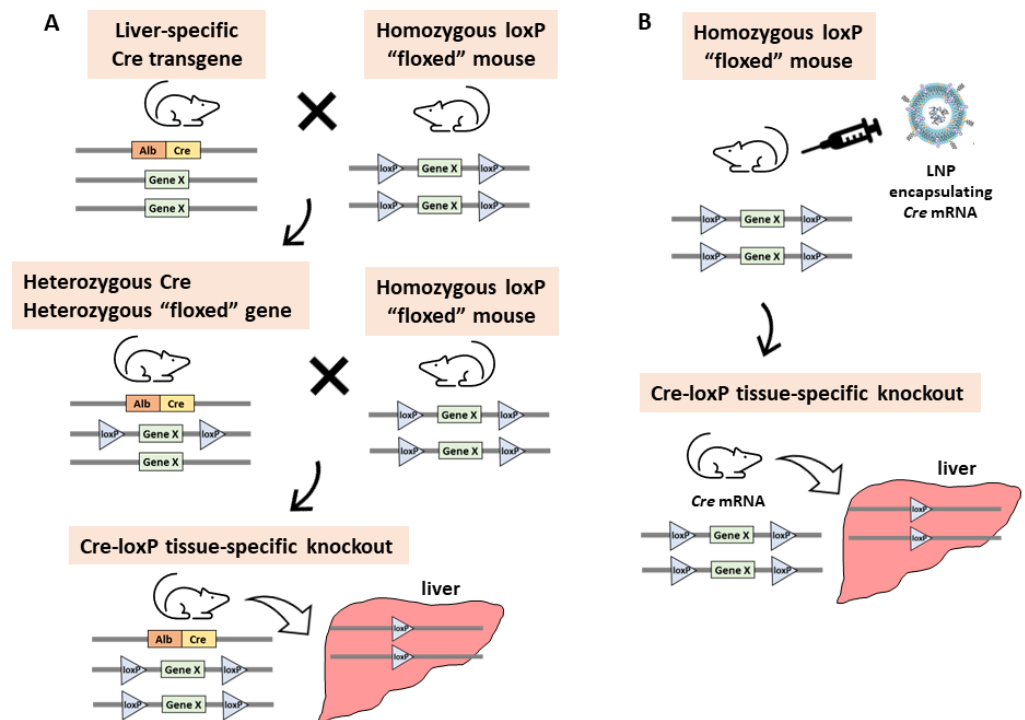 A
Liver-specific
Cre transgene
Homozygous loxP
“floxed” mouse
Alb Cre
Gene X
Gene X
loxP Gene X loxP
loxP Gene X loxP
Heterozygous Cre
Heterozygous “floxed” gene
Homozygous loxP
“floxed” mouse
Alb Cre
loxP Gene X loxP
Gene X
loxP Gene X loxP
loxP Gene X loxP
Cre-loxP tissue-specific knockout
liver
Alb Cre
loxP Gene X loxP
loxP Gene X loxP
loxP
loxP
B
Homozygous loxP
“floxed” mouse
LNP
encapsulating
Cre mRNA
loxP Gene X loxP
loxP Gene X loxP
Cre-loxP tissue-specific knockout
liver
Cre mRNA
loxP Gene X loxP
loxP Gene X loxP
loxP
loxP